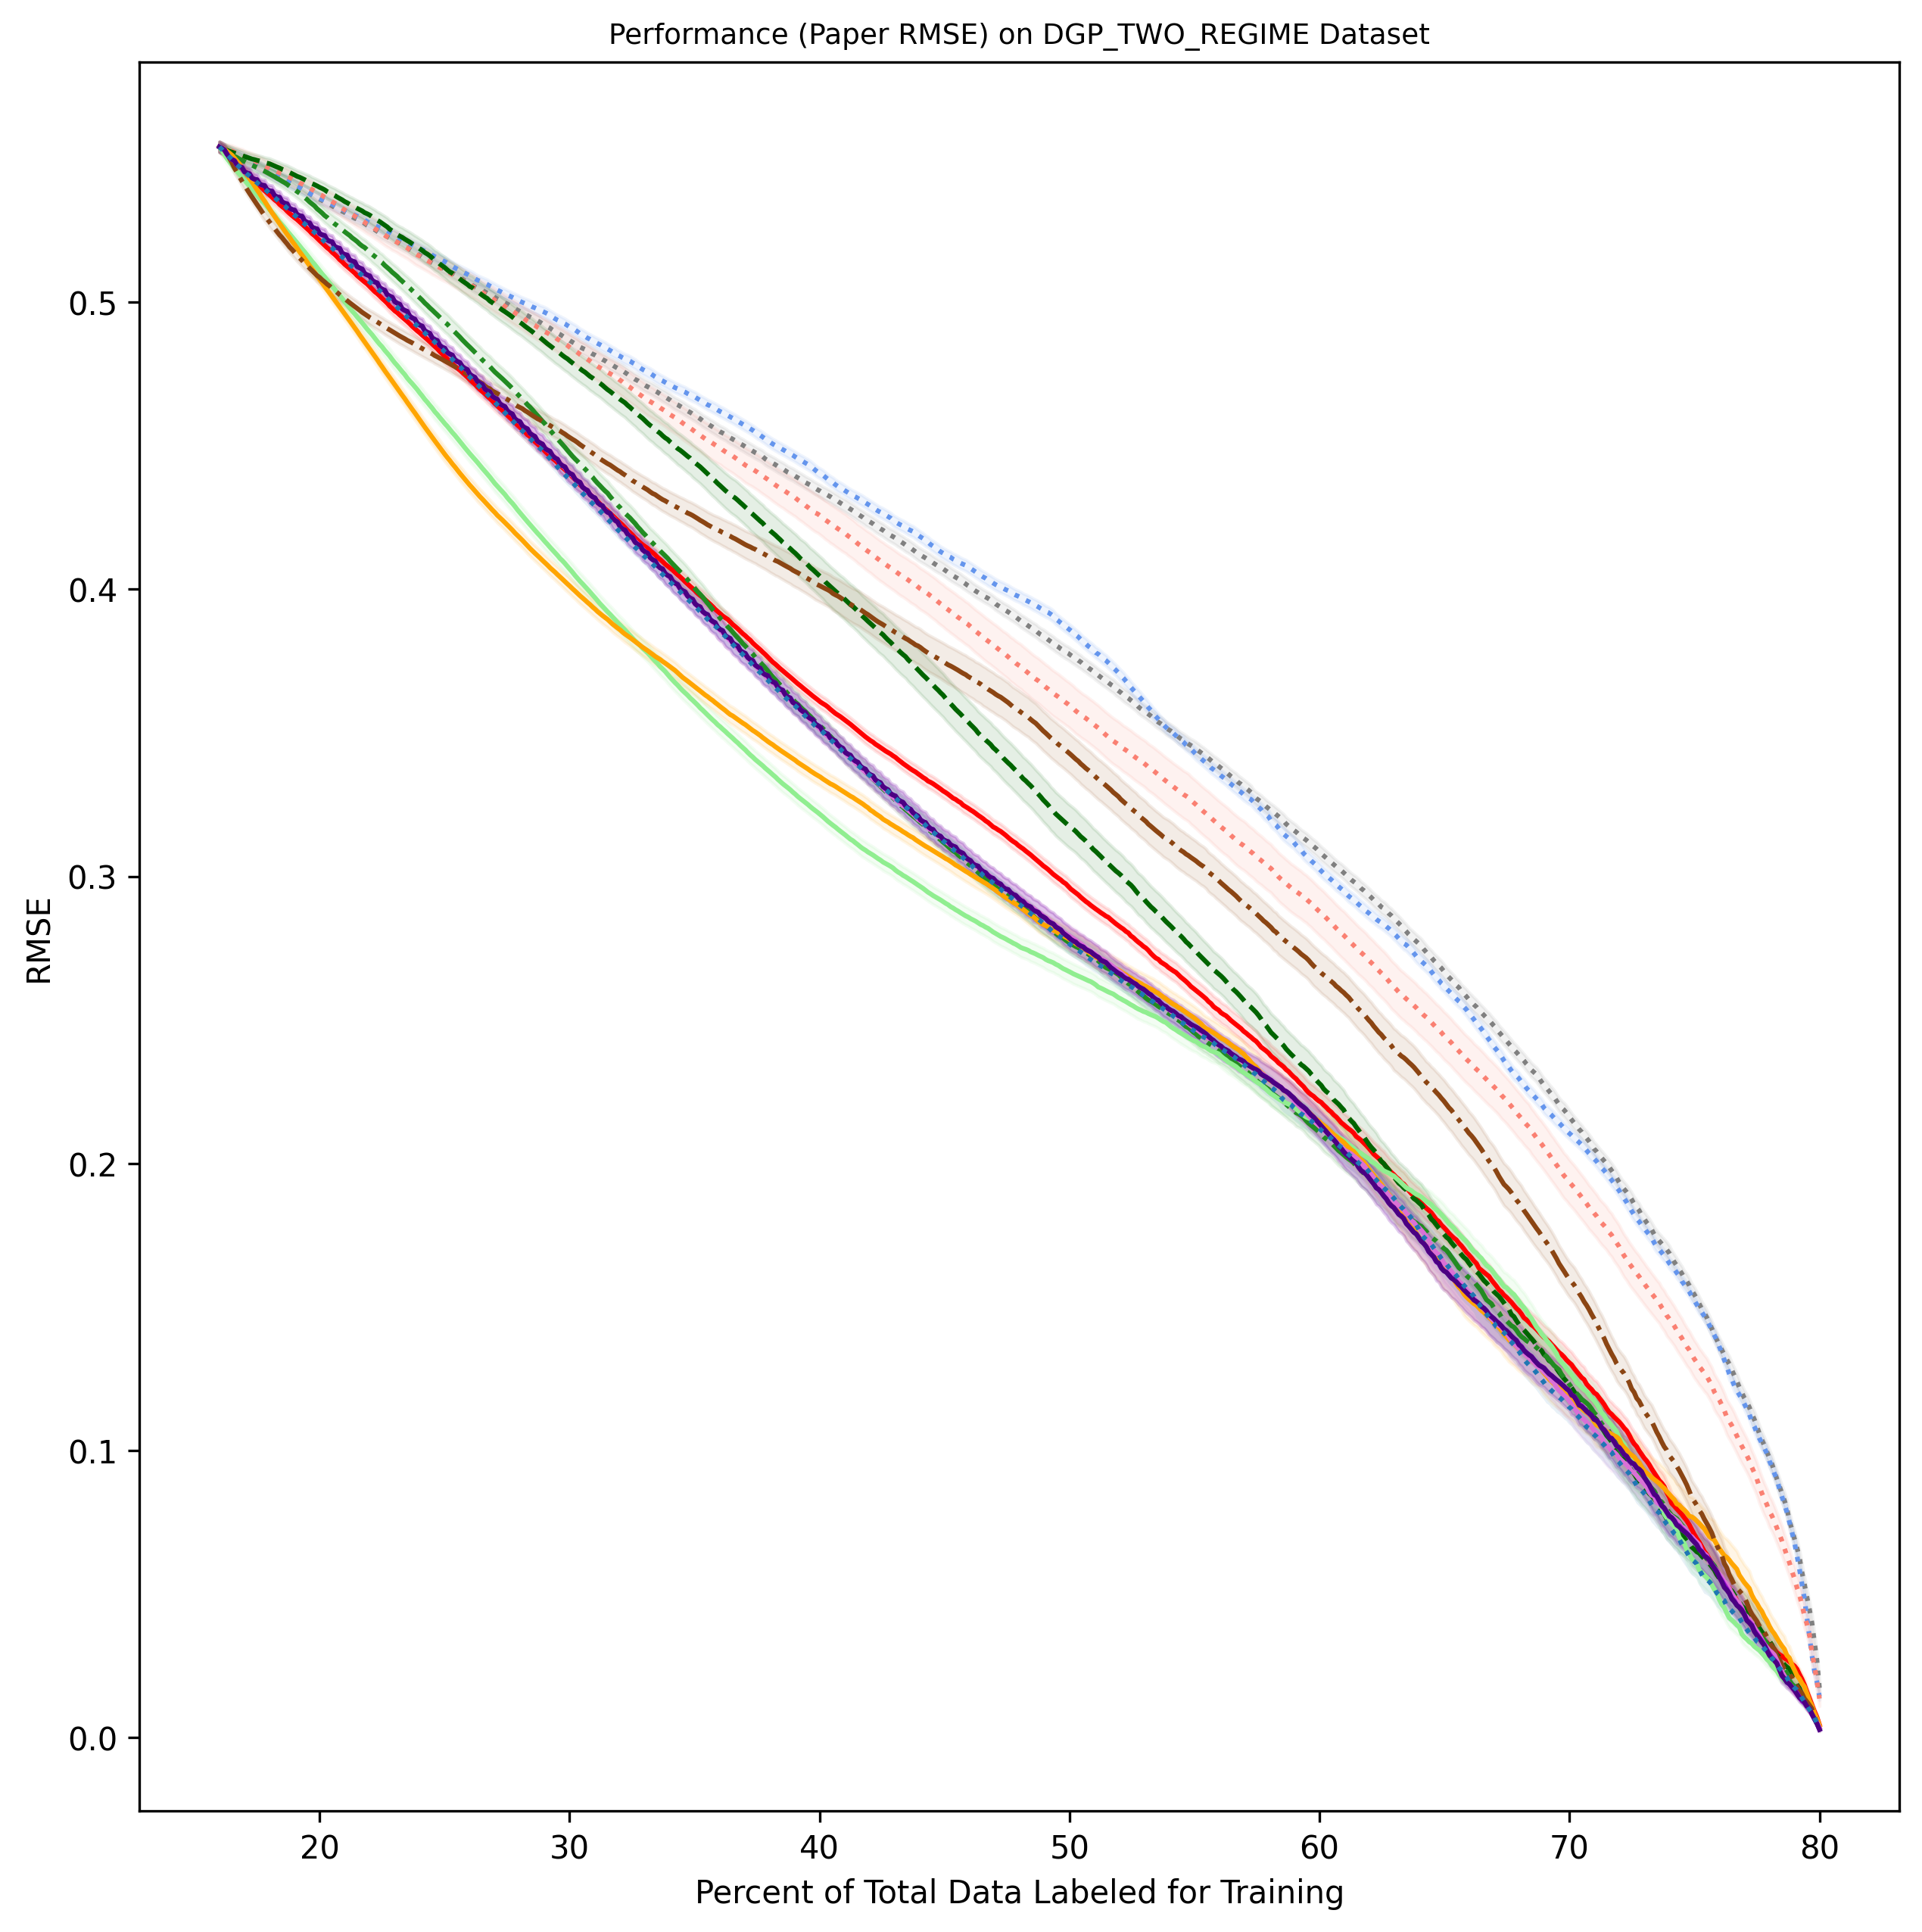 Performance (Paper RMSE) on DGP_TWO_REGIME Dataset
RMSE
0.5
0.4
0.3
0.2
0.1
0.0
20 30 40 50 60 70 80
Percent of Total Data Labeled for Training